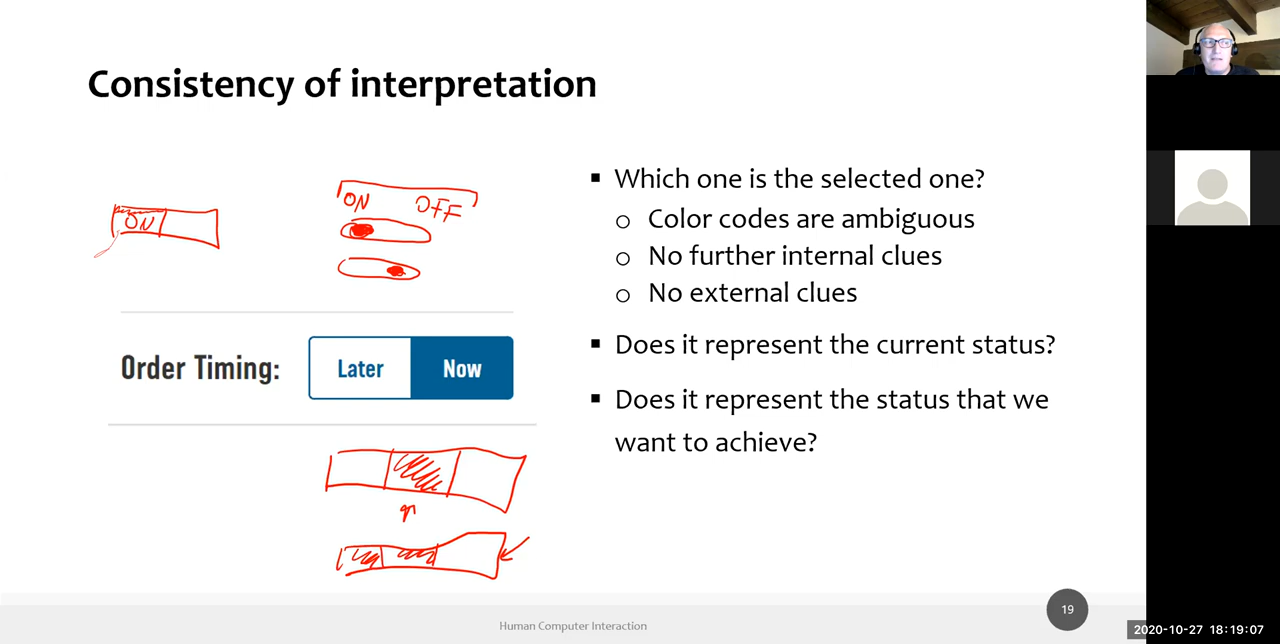 Consistency of interpretation
ON
ON OFF
Order Timing:
Later
Now
▪ Which one is the selected one?
o Color codes are ambiguous
o No further internal clues
o No external clues
▪ Does it represent the current status?
▪ Does it represent the status that we
want to achieve?
Human Computer Interaction
19
2020-10-27 18:19:07